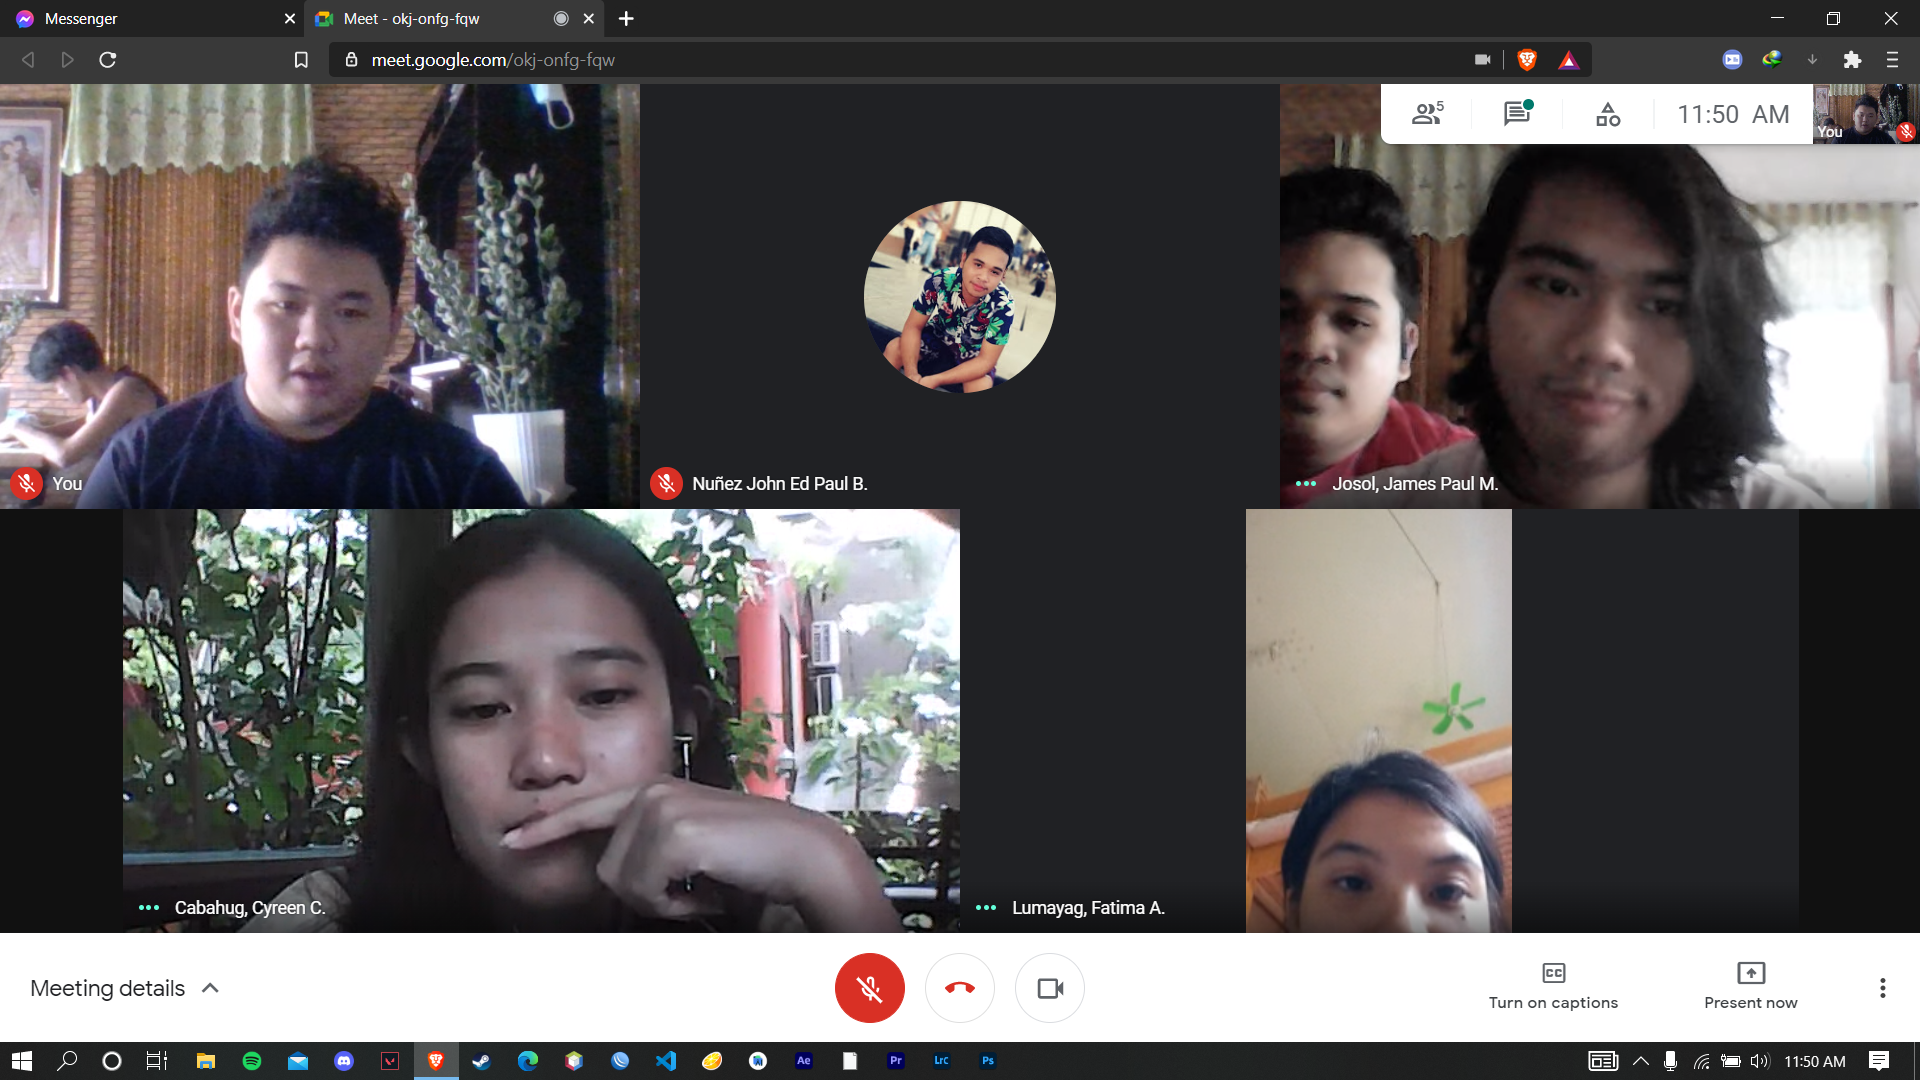 Messenger
Meet - okj-onfg-fqw
meet.google.com/okj-onfg-fqw
5
11:50 AM
You
You
Nuñez John Ed Paul B.
Josol, James Paul M.
Cabahug, Cyreen C.
Lumayag, Fatima A.
Meeting details
CC
Turn on captions
Present now
Ae
Pr
LrC
Ps
11:50 AM